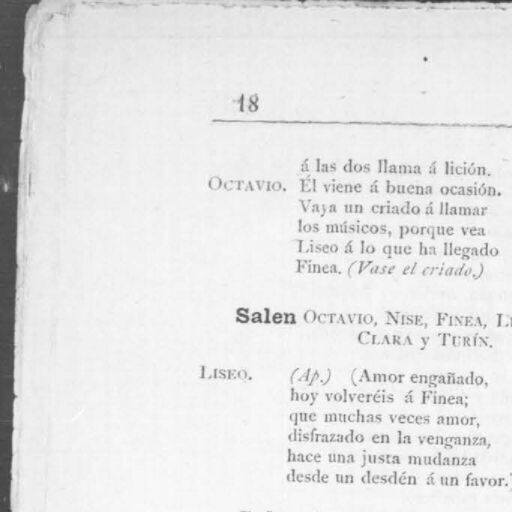 18
á las dos llama á lición.
OCTAVIO. Él viene á buena ocasión.
Vaya un criado á llamar
los músicos, porque vea
Liseo á lo que ha llegado
Finea. (Vase el criado.)
Salen OCTAVIO, NISE, FINEA,
CLARA y TURÍN.
LISEO. (Ap.) (Amor engañado,
hoy volveréis á Finea;
que muchas veces amor,
disfrazado en la venganza,
hace una justa mudanza
desde un desdén á un favor.)